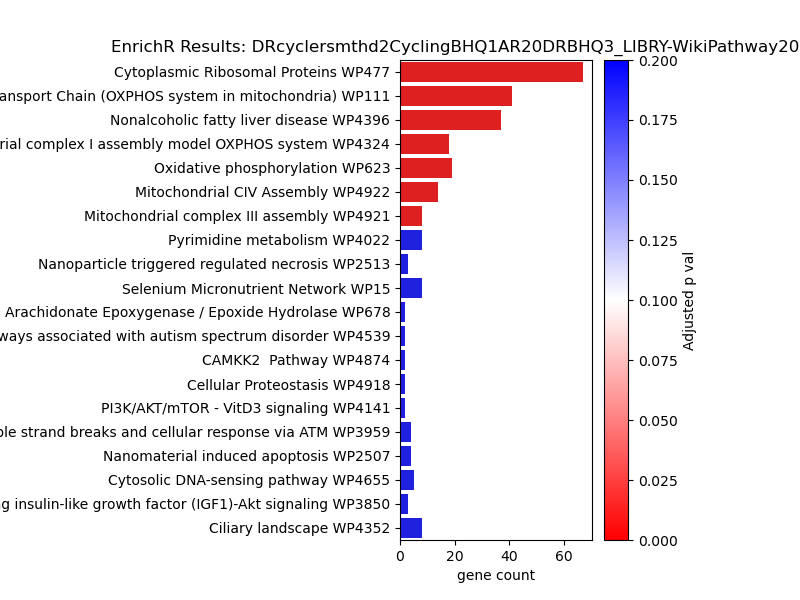 EnrichR Results: DRcyclersmthd2CyclingBHQ1AR20DRBHQ3_LIBRY-WikiPathway20
Cytoplasmic Ribosomal Proteins WP477
ansport Chain (OXPHOS system in mitochondria) WP111
Nonalcoholic fatty liver disease WP4396
rial complex I assembly model OXPHOS system WP4324
Oxidative phosphorylation WP623
Mitochondrial CIV Assembly WP4922
Mitochondrial complex III assembly WP4921
Pyrimidine metabolism WP4022
Nanoparticle triggered regulated necrosis WP2513
Selenium Micronutrient Network WP15
Arachidonate Epoxygenase / Epoxide Hydrolase WP678
ways associated with autism spectrum disorder WP4539
CAMKK2  Pathway WP4874
Cellular Proteostasis WP4918
PI3K/AKT/mTOR - VitD3 signaling WP4141
ble strand breaks and cellular response via ATM WP3959
Nanomaterial induced apoptosis WP2507
Cytosolic DNA-sensing pathway WP4655
g insulin-like growth factor (IGF1)-Akt signaling WP3850
Ciliary landscape WP4352
0 20 40 60
gene count
0.200
0.175
0.150
0.125
0.100
0.075
0.050
0.025
0.000
Adjusted p val